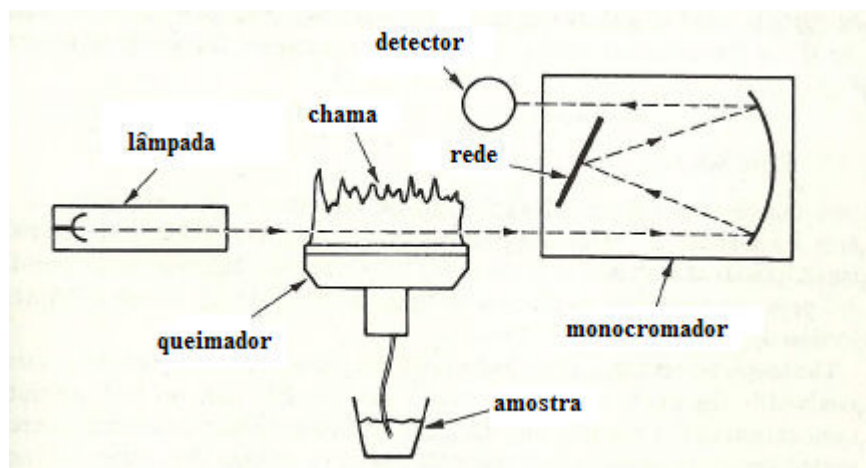 detector
chama
lâmpada
rede
queimador
monocromador
amostra